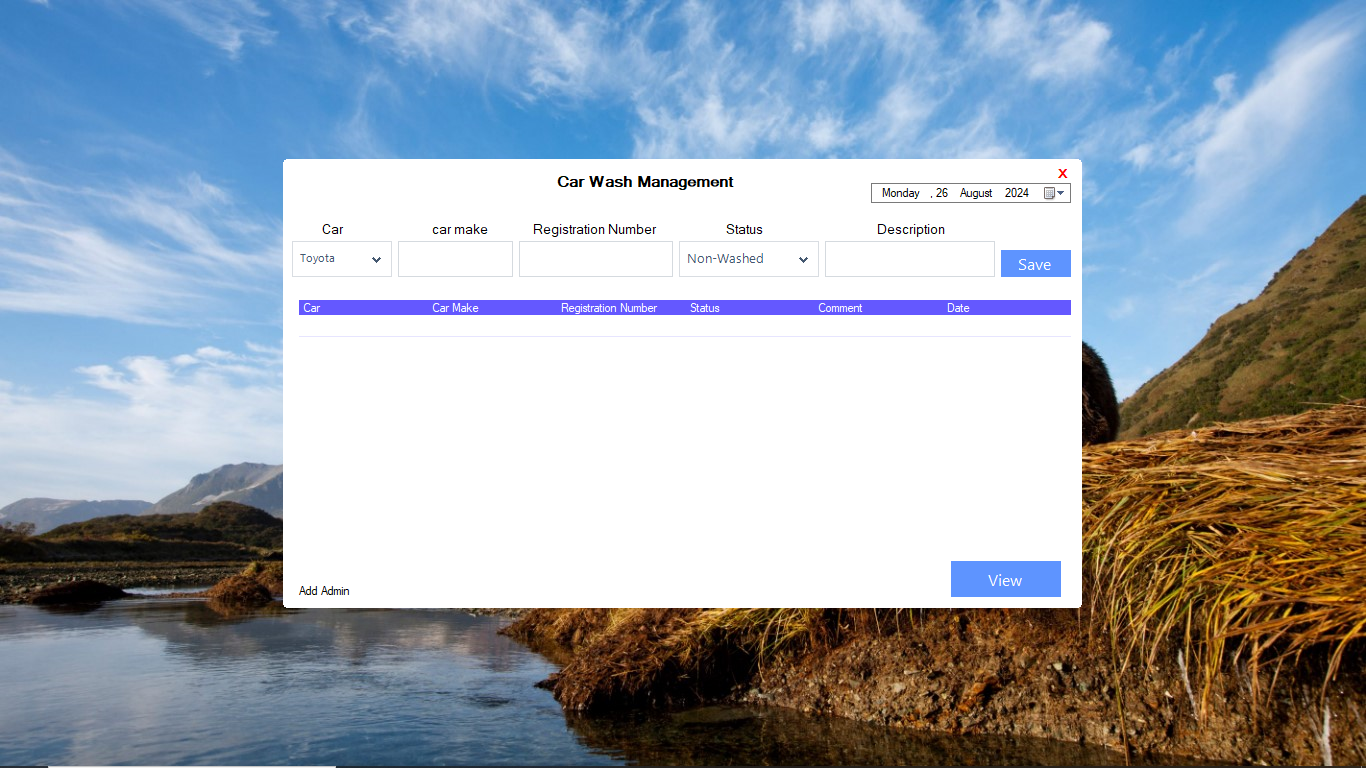 X
Car Wash Management
Monday , 26 August 2024
Car car make Registration Number Status Description
Toyota Non-Washed Save
Car Car Make Registration Number Status Comment Date
View
Add Admin